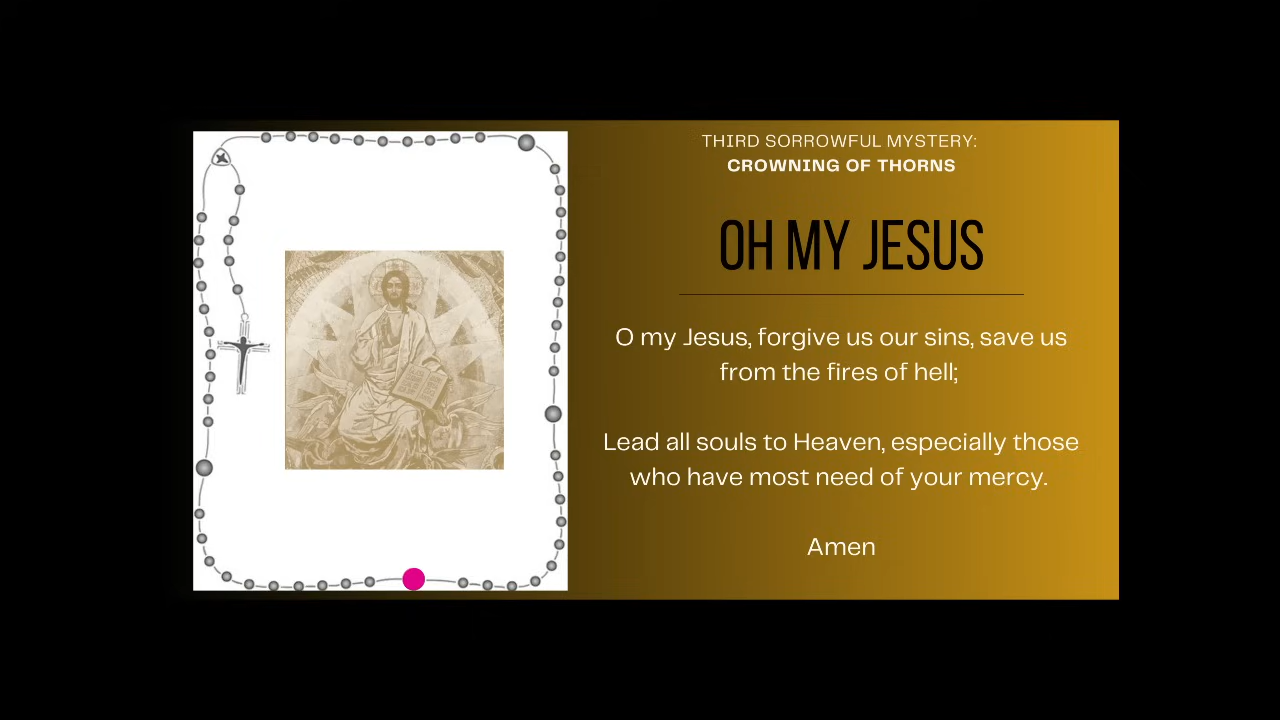 THIRD SORROWFUL MYSTERY:
CROWNING OF THORNS
OH MY JESUS
O my Jesus, forgive us our sins, save us
from the fires of hell;
Lead all souls to Heaven, especially those
who have most need of your mercy.
Amen